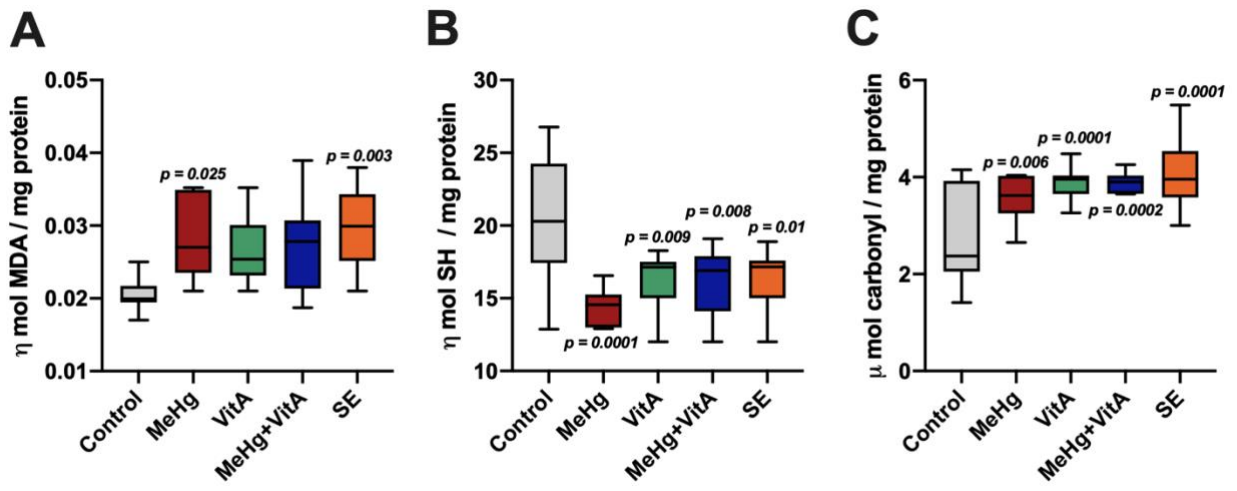 A
η mol MDA / mg protein
0.05
0.04
0.03
0.02
0.01
p = 0.025
p = 0.003
Control
MeHg
VitA
MeHg+VitA
SE
B
η mol SH / mg protein
30
25
20
15
10
p = 0.0001
p = 0.009
p = 0.008
p = 0.01
Control
MeHg
VitA
MeHg+VitA
SE
C
μ mol carbonyl / mg protein
6
4
2
0
p = 0.006
p = 0.0001
p = 0.0002
p = 0.0001
Control
MeHg
VitA
MeHg+VitA
SE